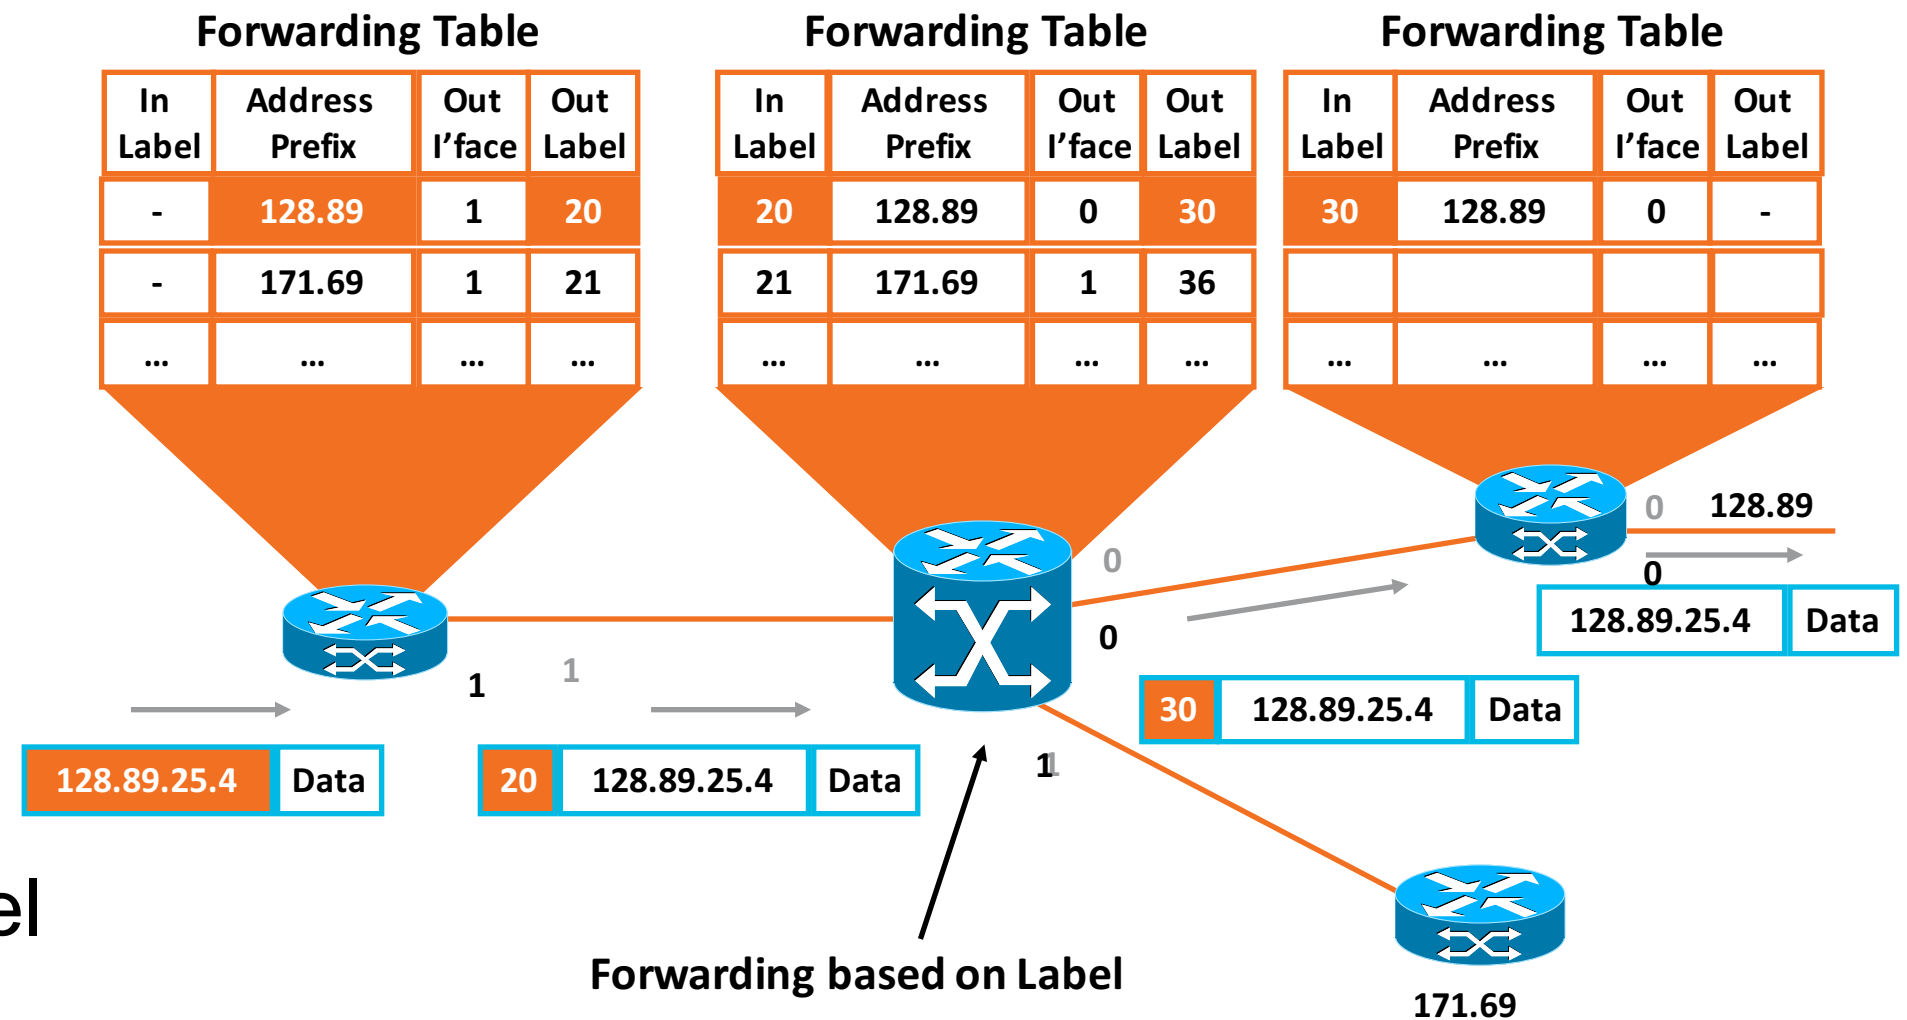 Forwarding Table
Forwarding Table
Forwarding Table
In Label Address Prefix Out I’face Out Label
- 128.89 1 20
- 171.69 1 21
... ... ... ...
In Label Address Prefix Out I’face Out Label
20 128.89 0 30
21 171.69 1 36
... ... ... ...
In Label Address Prefix Out I’face Out Label
30 128.89 0 -
... ... ... ...
0 128.89
0
0
0
128.89.25.4 Data
1
1
30 128.89.25.4 Data
128.89.25.4 Data
20 128.89.25.4 Data
1
1
el
Forwarding based on Label
171.69